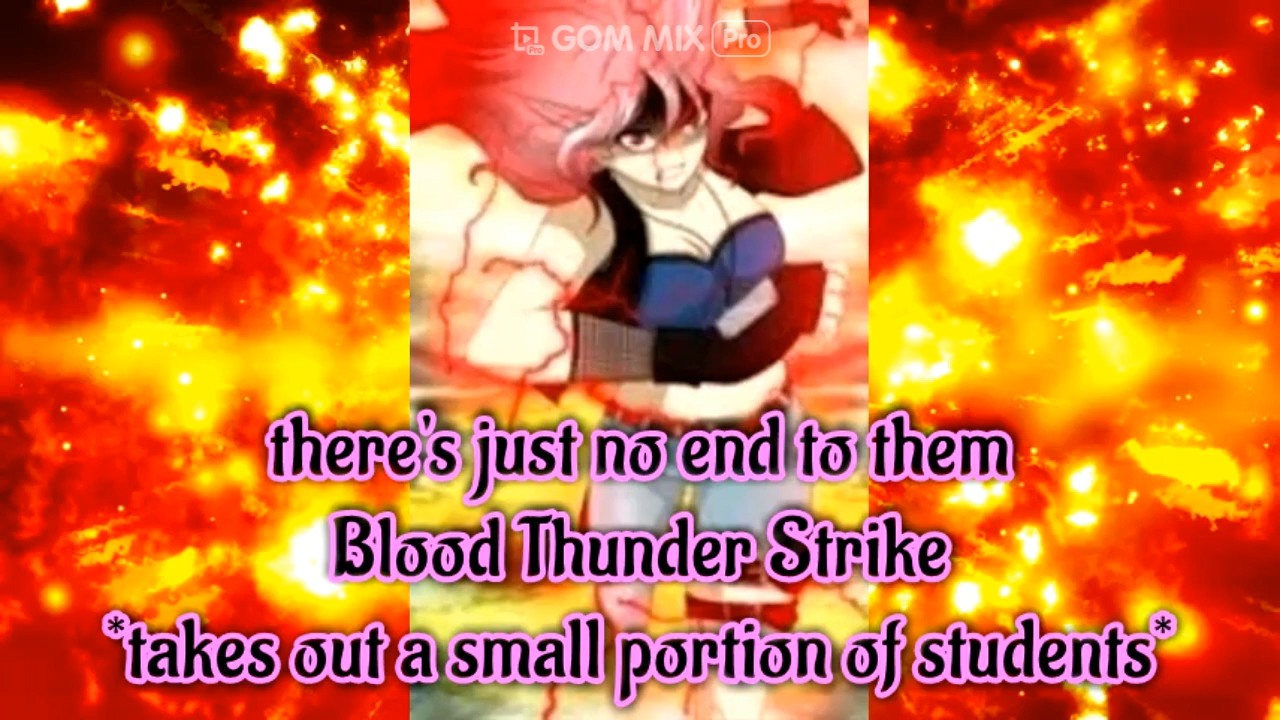 GOM MIX Pro
there's just no end to them
Blood Thunder Strike
*takes out a small portion of students*